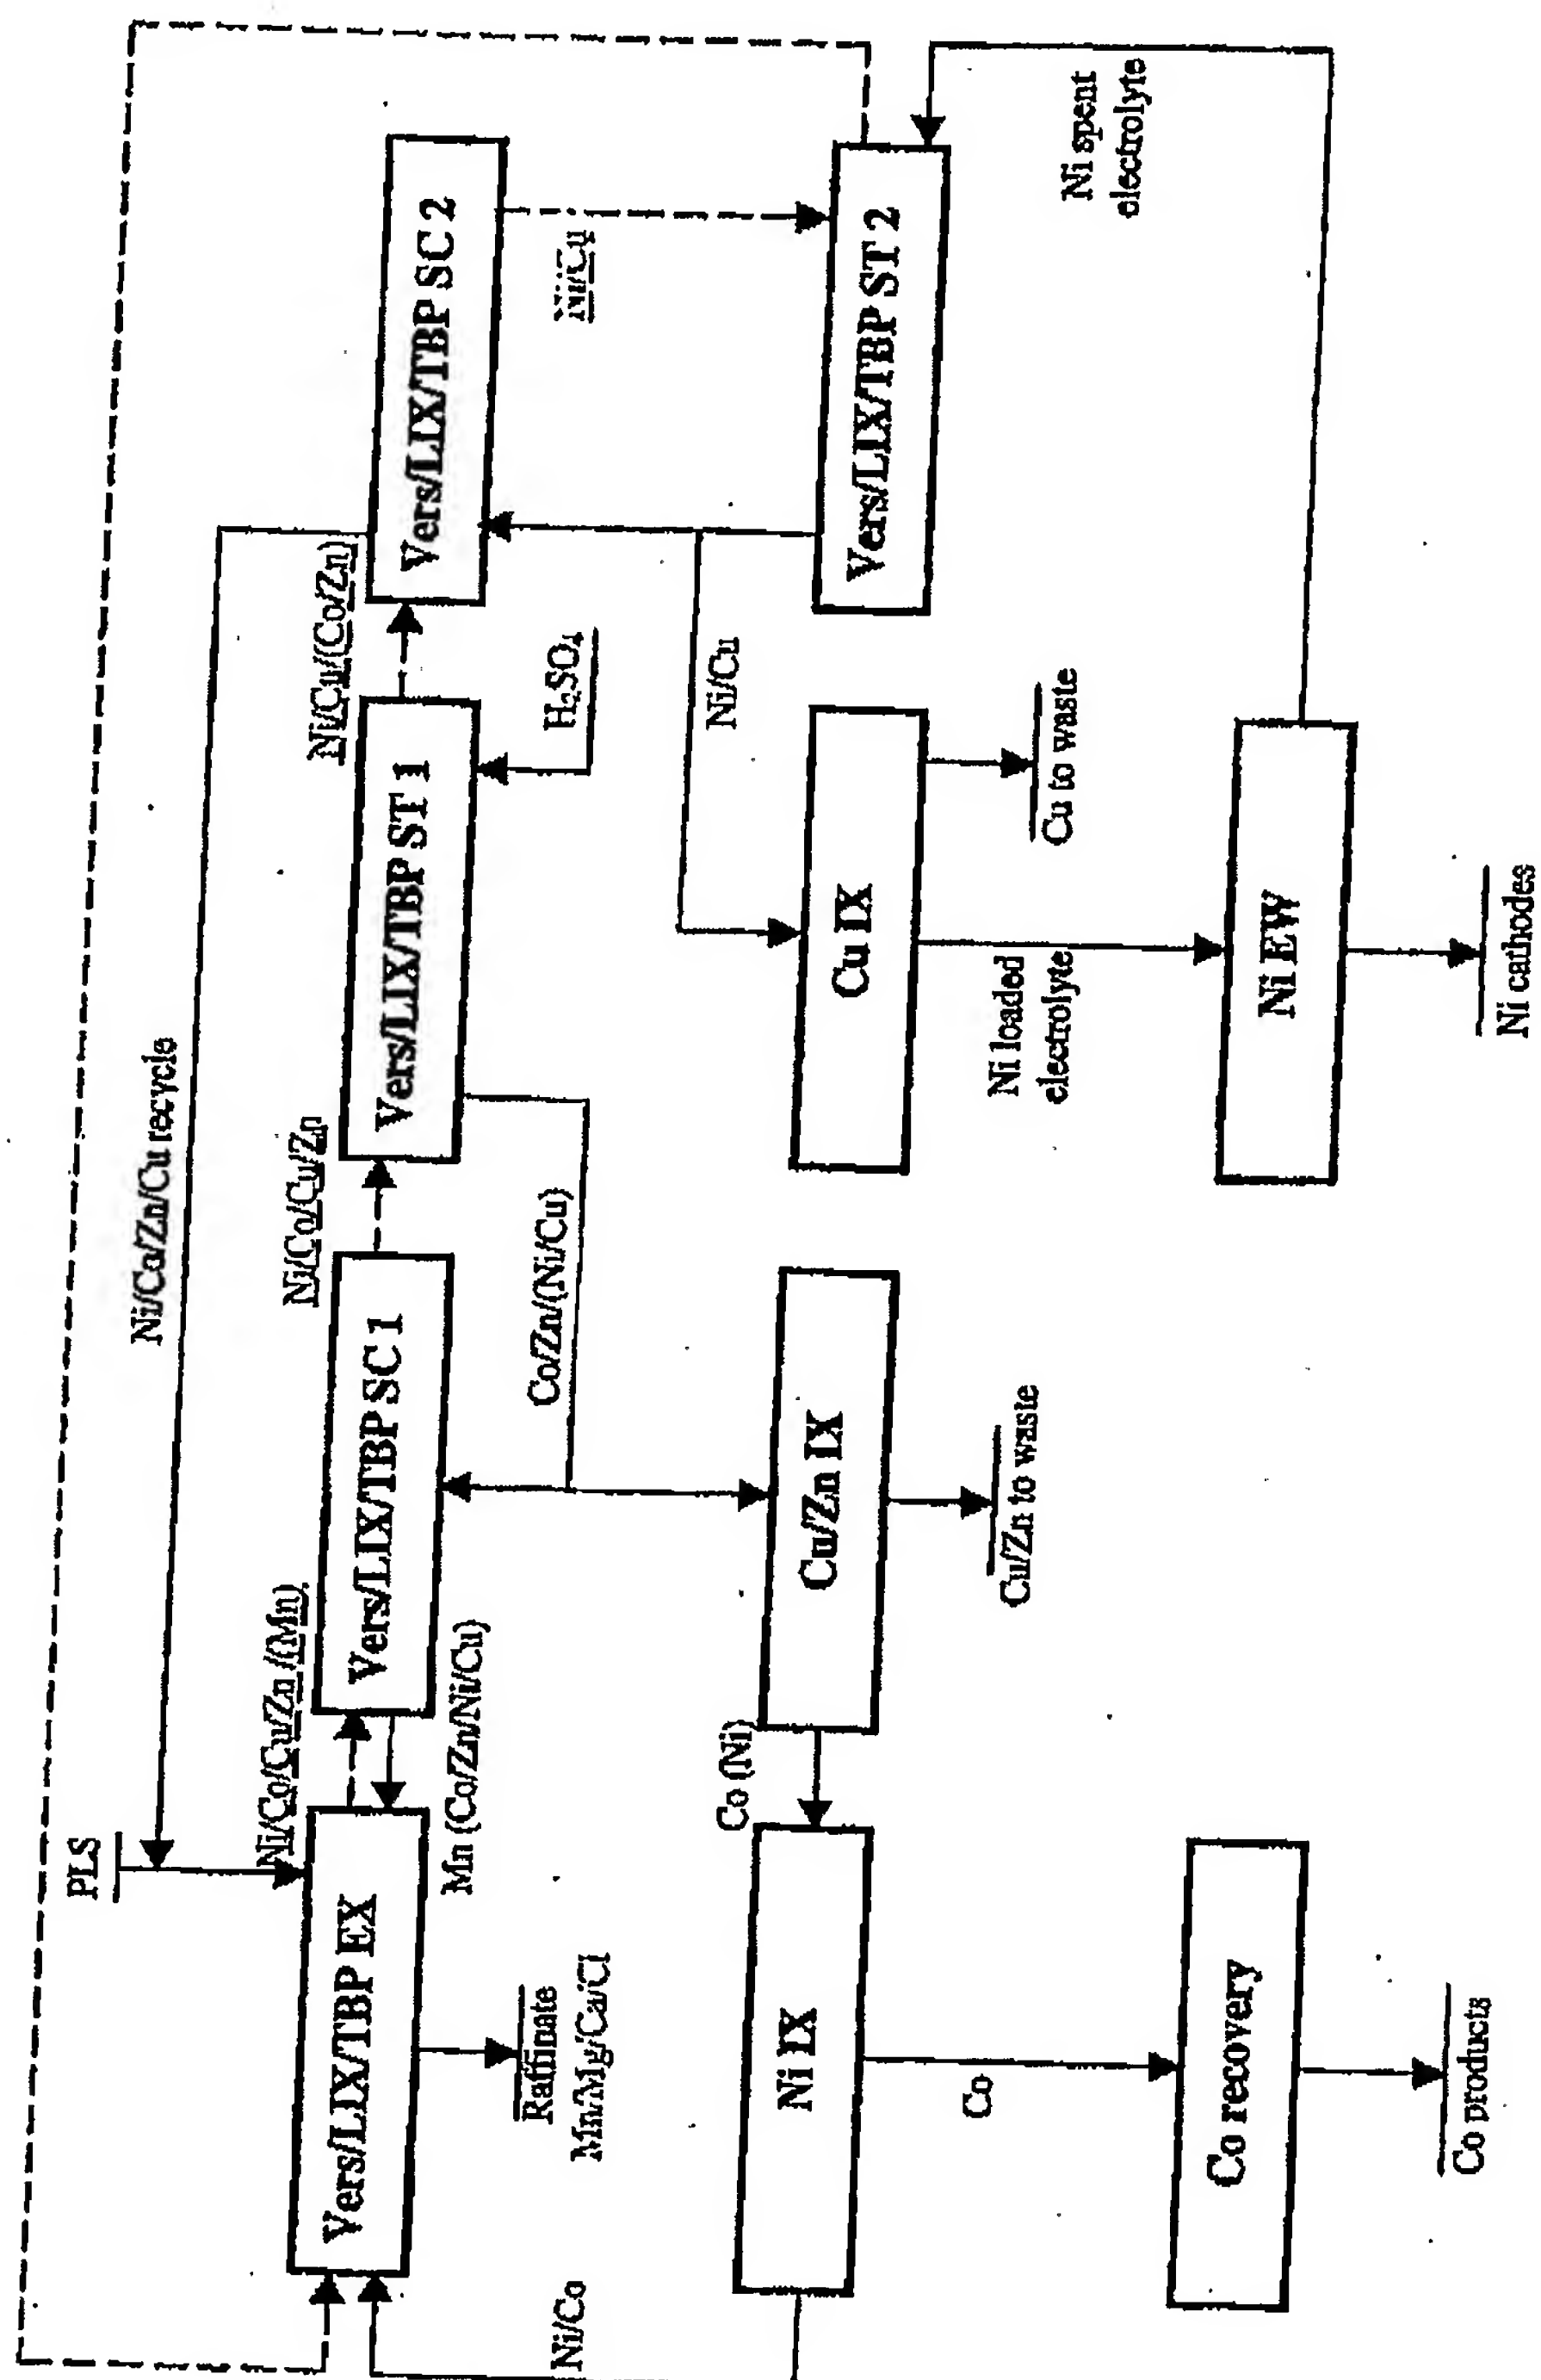 Ni/Co/Zn/Cu recycle
PLS
Ni/Co/Cu/Zn /(Mn)
Ni/Co/Cu/Zn
Ni/Cu/(Co/Zn)
Vers/LIX/TBP EX
Vers/LIX/TBP SC 1
Vers/LIX/TBP ST 1
Vers/LIX/TBP SC 2
Mn (Co/Zn/Ni/Cu)
Co/Zn/(Ni/Cu)
H2SO4
Ni/Cu
Raffinate
Mn/Mg/Ca/Cl
Ni/Co
Co (Ni)
Ni/Cu
Ni IX
Cu/Zn IX
Cu IX
Vers/LIX/TBP ST 2
Co
Cu/Zn to waste
Ni loaded
electrolyte
Cu to waste
Ni spent
electrolyte
Co recovery
Ni EW
Co products
Ni cathodes